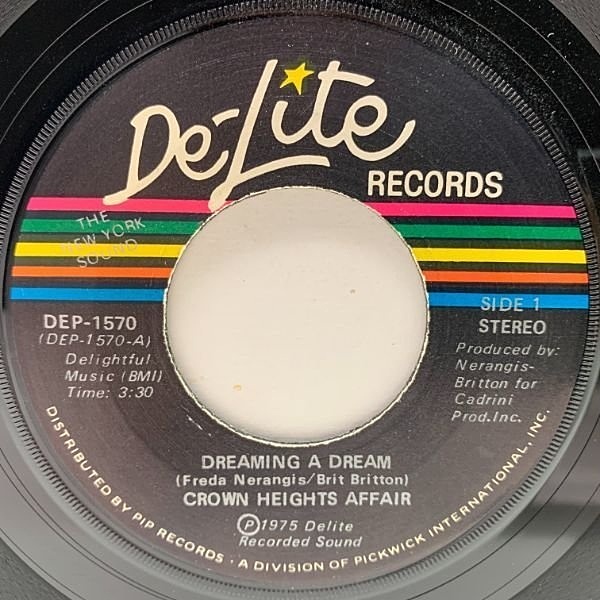 De-Lite
RECORDS
THE
NEW YORK
SOUND
DEP-1570
(DEP-1570-A)
Delightful
Music (BMI)
Time: 3:30
SIDE 1
STEREO
Produced by:
Nerangis-
Britton for
Cadrini
Prod.Inc.
DREAMING A DREAM
(Freda Nerangis/Brit Britton)
CROWN HEIGHTS AFFAIR
Ⓟ1975 Delite
Recorded Sound
DISTRIBUTED BY PIP RECORDS · A DIVISION OF PICKWICK INTERNATIONAL, INC.